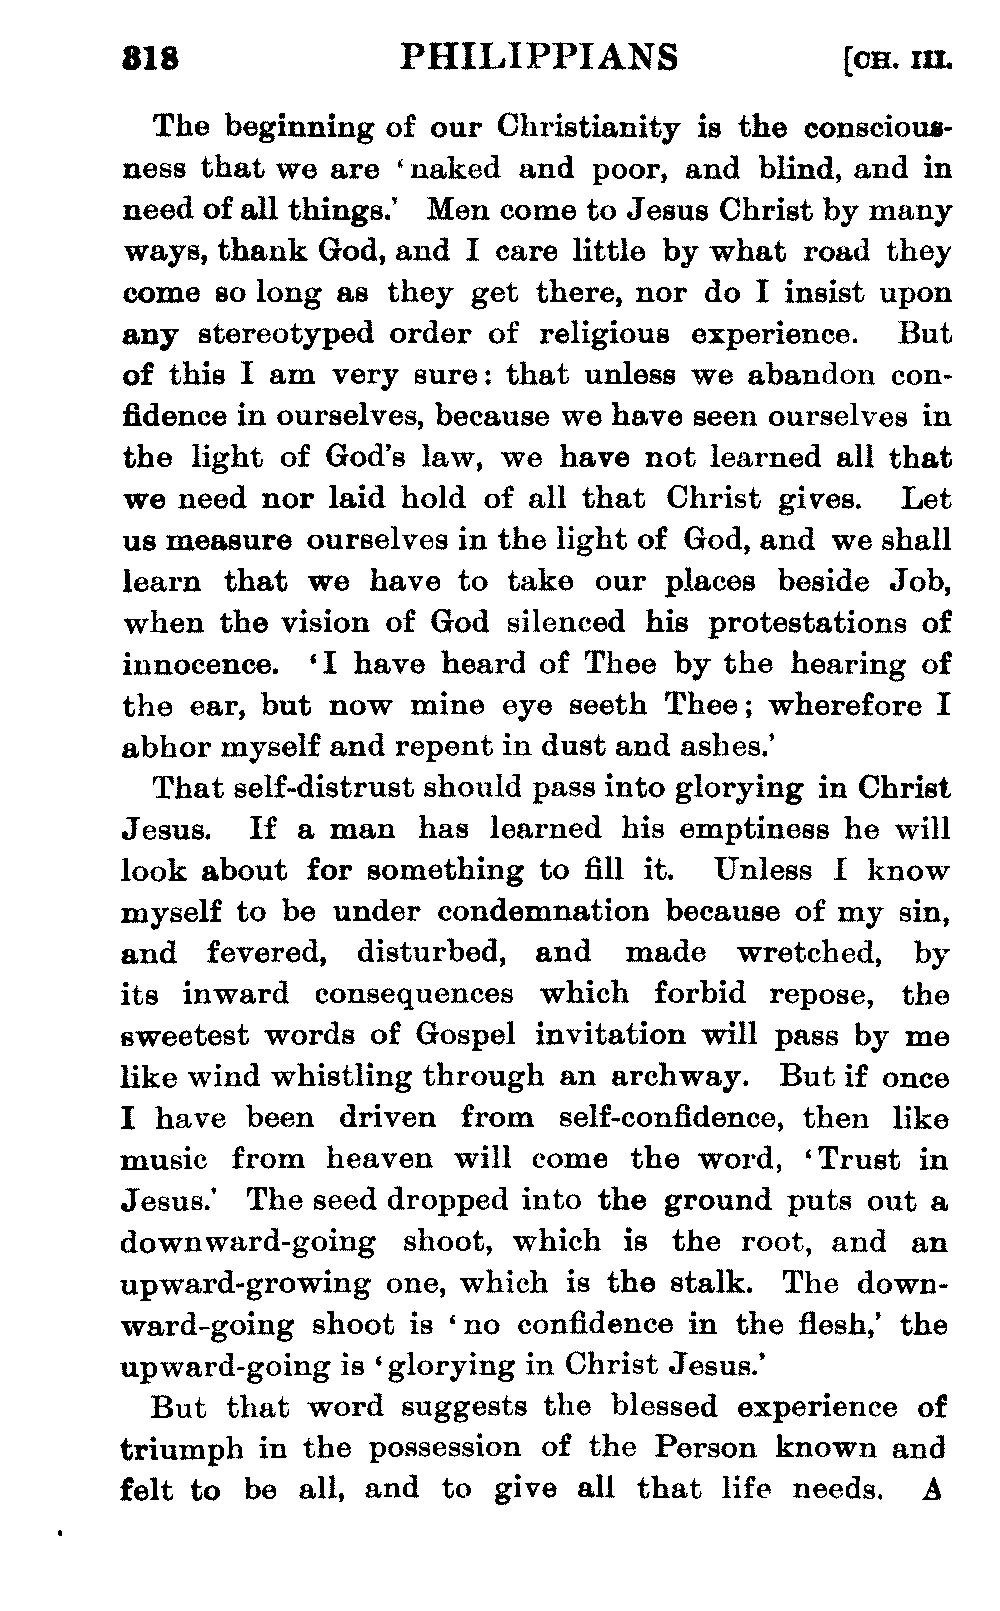 318 PHILIPPIANS [CH. III.
The beginning of our Christianity is the conscious-
ness that we are ‘naked and poor, and blind, and in
need of all things.’ Men come to Jesus Christ by many
ways, thank God, and I care little by what road they
come so long as they get there, nor do I insist upon
any stereotyped order of religious experience. But
of this I am very sure: that unless we abandon con-
fidence in ourselves, because we have seen ourselves in
the light of God’s law, we have not learned all that
we need nor laid hold of all that Christ gives. Let
us measure ourselves in the light of God, and we shall
learn that we have to take our places beside Job,
when the vision of God silenced his protestations of
innocence. ‘I have heard of Thee by the hearing of
the ear, but now mine eye seeth Thee; wherefore I
abhor myself and repent in dust and ashes.’
That self-distrust should pass into glorying in Christ
Jesus. If a man has learned his emptiness he will
look about for something to fill it. Unless I know
myself to be under condemnation because of my sin,
and fevered, disturbed, and made wretched, by
its inward consequences which forbid repose, the
sweetest words of Gospel invitation will pass by me
like wind whistling through an archway. But if once
I have been driven from self-confidence, then like
music from heaven will come the word, ‘Trust in
Jesus.’ The seed dropped into the ground puts out a
downward-going shoot, which is the root, and an
upward-growing one, which is the stalk. The down-
ward-going shoot is ‘no confidence in the flesh,’ the
upward-going is ‘glorying in Christ Jesus.’
But that word suggests the blessed experience of
triumph in the possession of the Person known and
felt to be all, and to give all that life needs. A